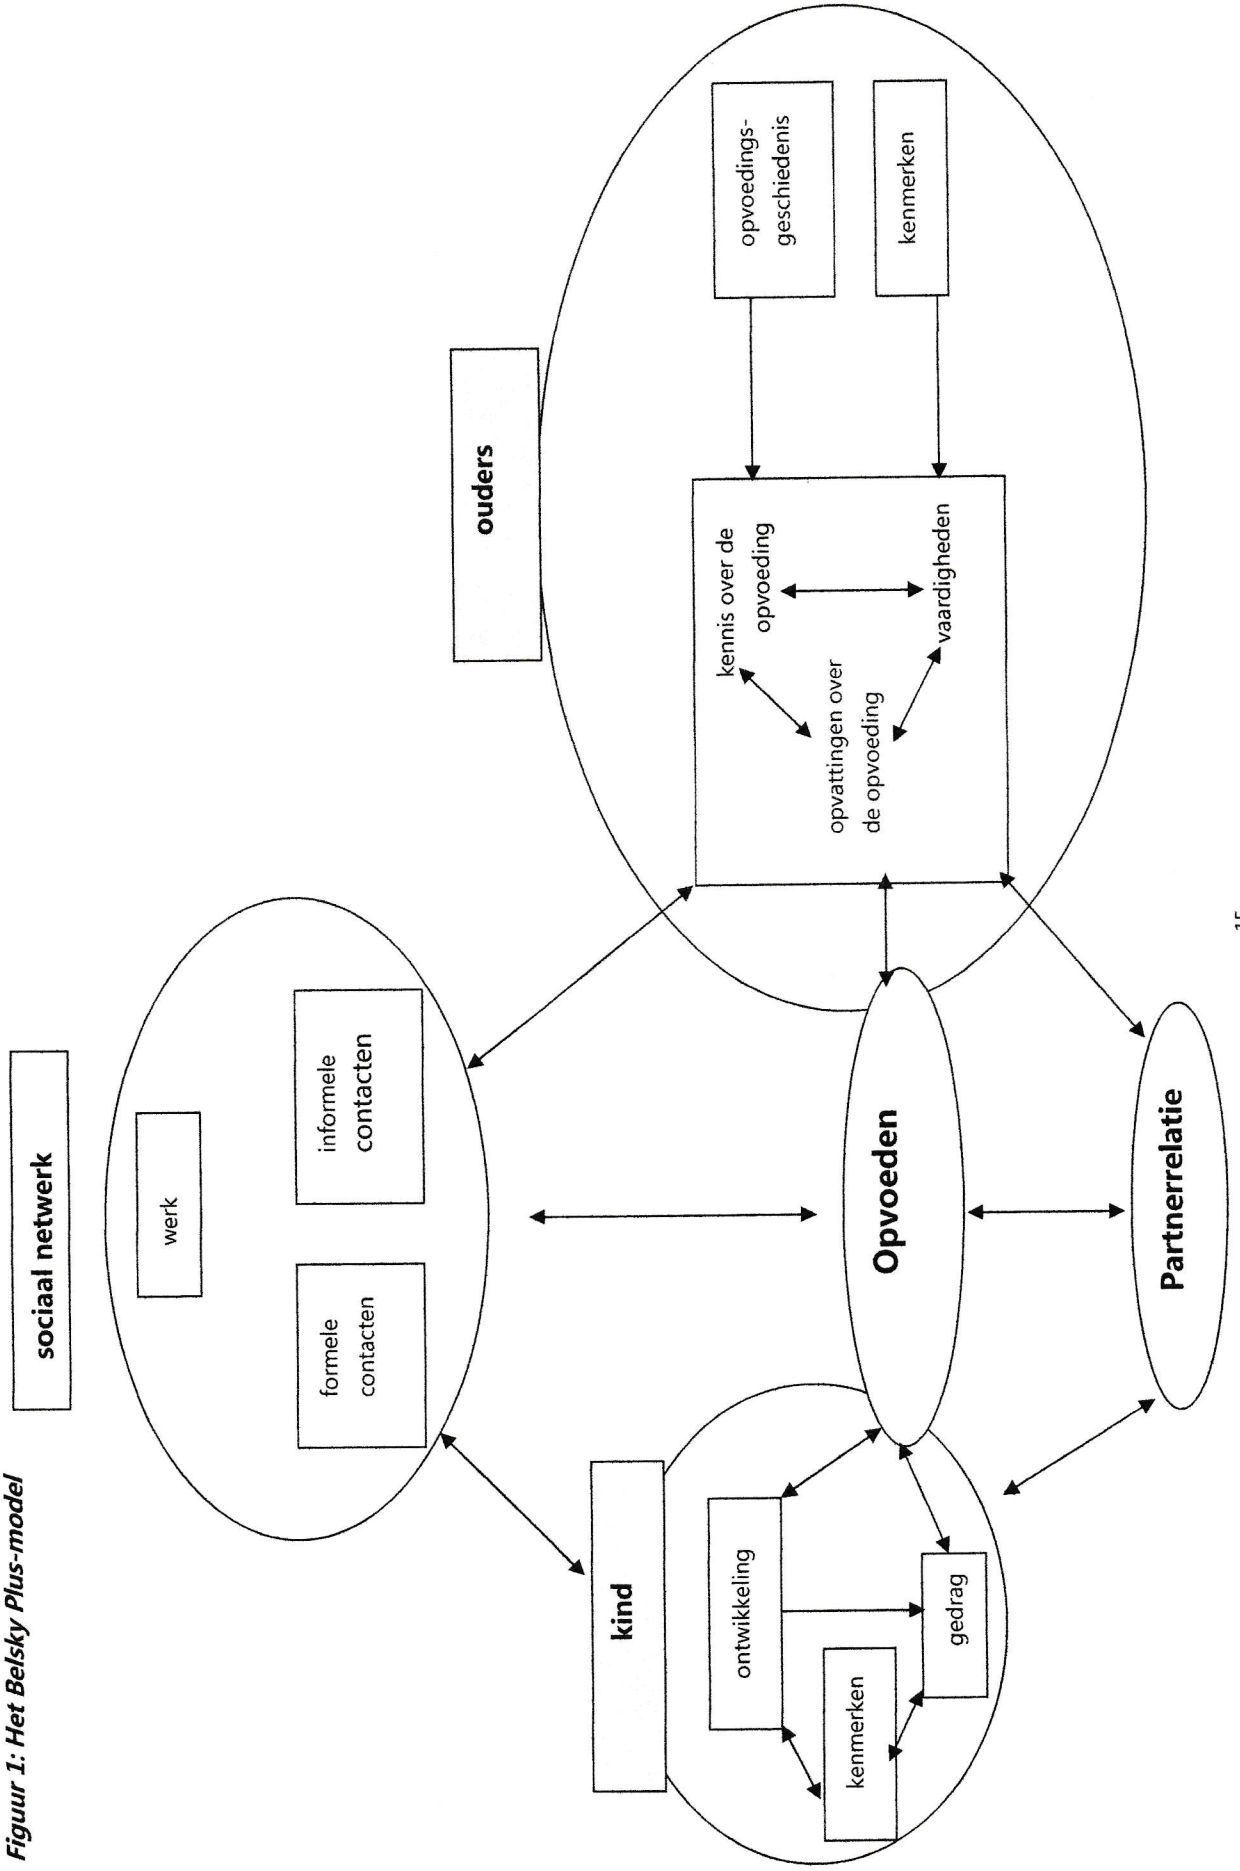 Figuur 1: Het Belsky Plus-model
sociaal netwerk
werk
formele
contacten
informele
contacten
kind
ontwikkeling
kenmerken
gedrag
ouders
opvoedings-
geschiedenis
kenmerken
kennis over de
opvoeding
opvattingen over
de opvoeding
vaardigheden
Opvoeden
Partnerrelatie